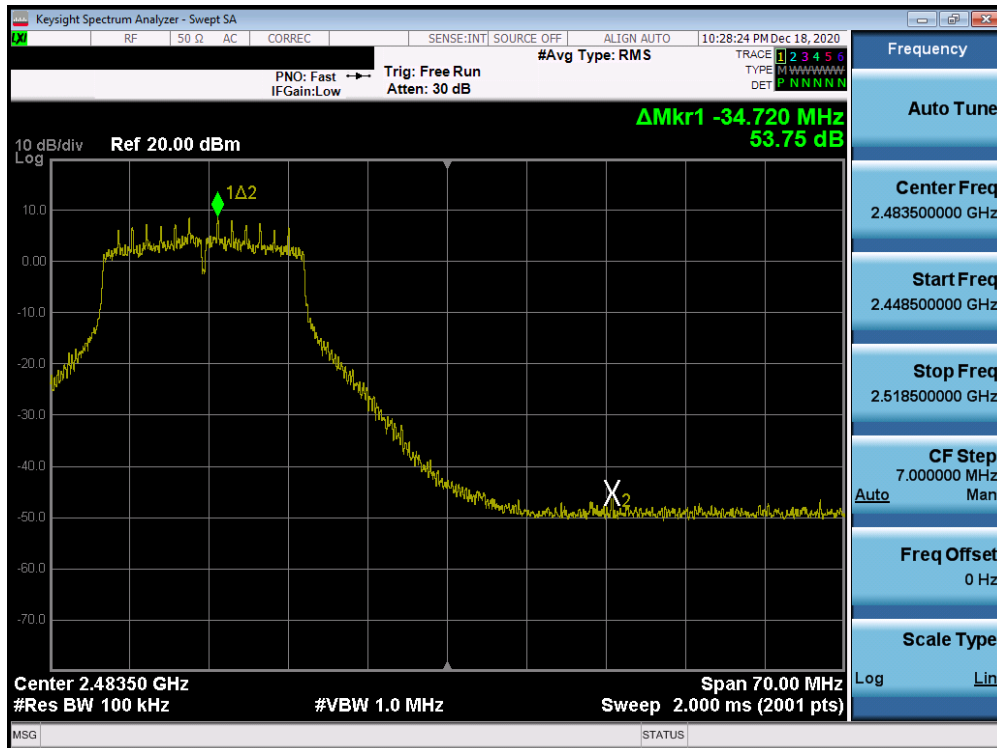 Keysight Spectrum Analyzer - Swept SA
LXI RF 50 Ω AC CORREC SENSE:INT SOURCE OFF ALIGN AUTO 10:28:24 PM Dec 18, 2020
#Avg Type: RMS TRACE 1 2 3 4 5 6
PNO: Fast Trig: Free Run TYPE M W W W W W
IFGain:Low Atten: 30 dB DET P N N N N N
ΔMkr1 -34.720 MHz
53.75 dB
10 dB/div Ref 20.00 dBm
Log
1Δ2
10.0
0.00
-10.0
-20.0
-30.0
-40.0
X2
-50.0
-60.0
-70.0
Center 2.48350 GHz Span 70.00 MHz
#Res BW 100 kHz #VBW 1.0 MHz Sweep 2.000 ms (2001 pts)
MSG STATUS
Frequency
Auto Tune
Center Freq
2.483500000 GHz
Start Freq
2.448500000 GHz
Stop Freq
2.518500000 GHz
CF Step
7.000000 MHz
Auto Man
Freq Offset
0 Hz
Scale Type
Log Lin